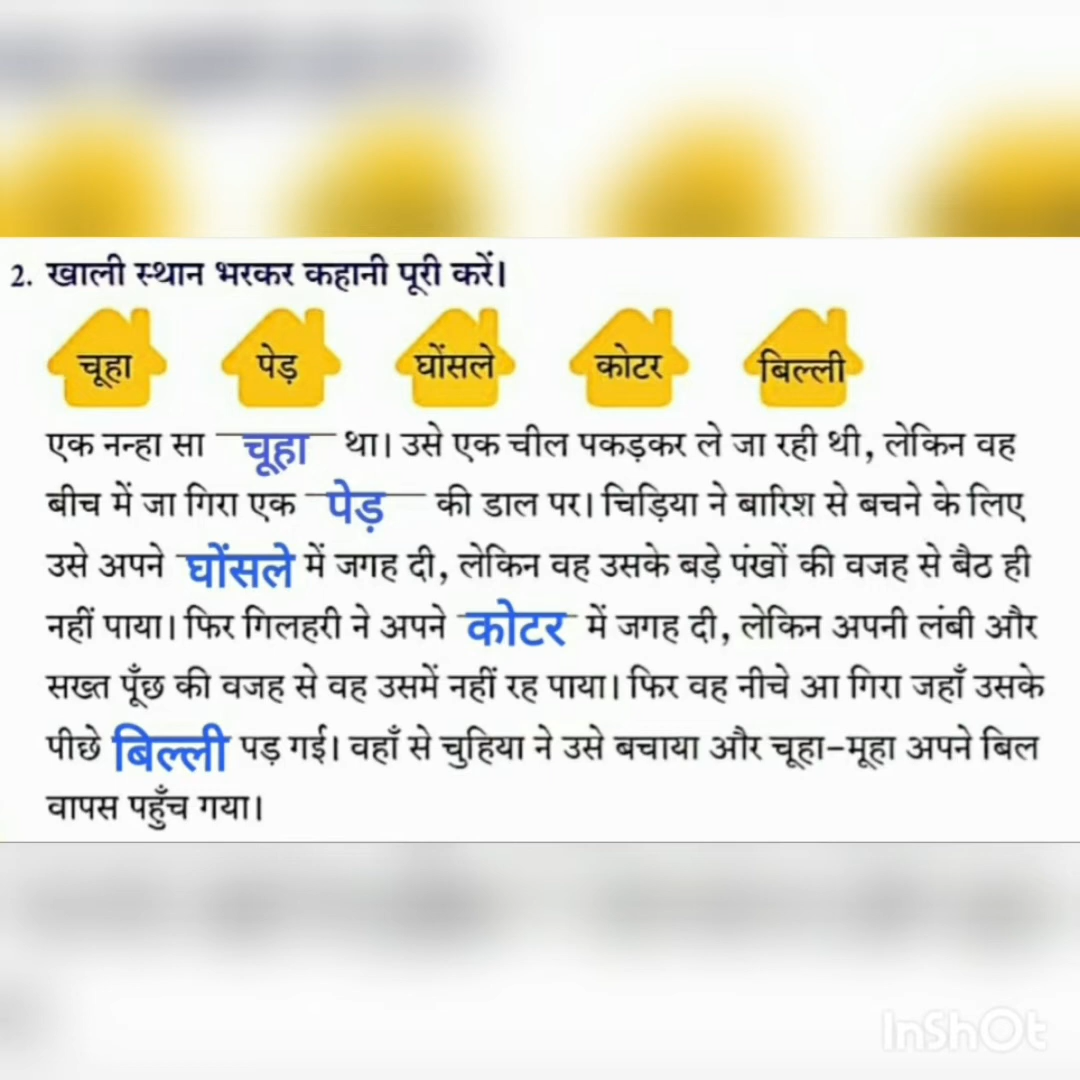 2. खाली स्थान भरकर कहानी पूरी करें।
चूहा पेड़ घोंसले कोटर बिल्ली
एक नन्हा सा चूहा था। उसे एक चील पकड़कर ले जा रही थी, लेकिन वह
बीच में जा गिरा एक पेड़ की डाल पर। चिड़िया ने बारिश से बचने के लिए
उसे अपने घोंसले में जगह दी, लेकिन वह उसके बड़े पंखों की वजह से बैठ ही
नहीं पाया। फिर गिलहरी ने अपने कोटर में जगह दी, लेकिन अपनी लंबी और
सख्त पूँछ की वजह से वह उसमें नहीं रह पाया। फिर वह नीचे आ गिरा जहाँ उसके
पीछे बिल्ली पड़ गई। वहाँ से चुहिया ने उसे बचाया और चूहा-मूहा अपने बिल
वापस पहुँच गया।
InShOt